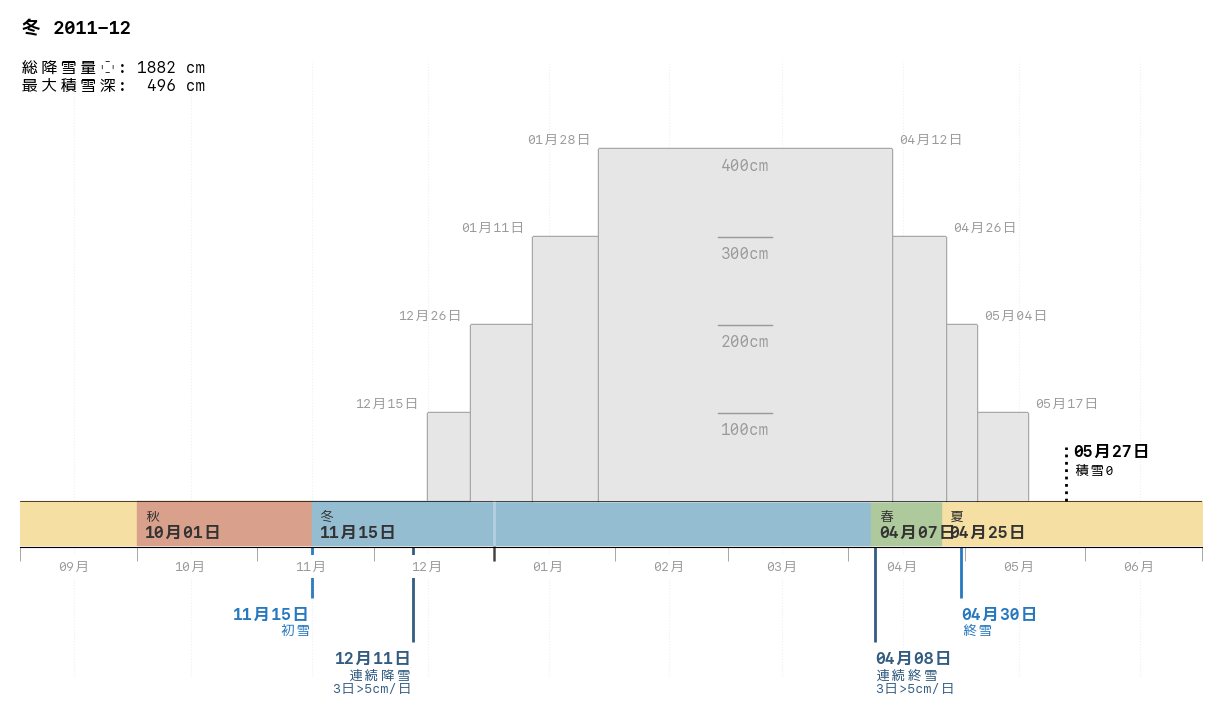 冬 2011–12
総降雪量: 1882 cm
最大積雪深: 496 cm
01月28日
04月12日
400cm
01月11日
04月26日
300cm
12月26日
05月04日
200cm
12月15日
05月17日
100cm
05月27日
積雪0
秋
10月01日
冬
11月15日
春
04月07日
夏
04月25日
09月
10月
11月
12月
01月
02月
03月
04月
05月
06月
11月15日
初雪
04月30日
終雪
12月11日
連続降雪
3日>5cm/日
04月08日
連続終雪
3日>5cm/日